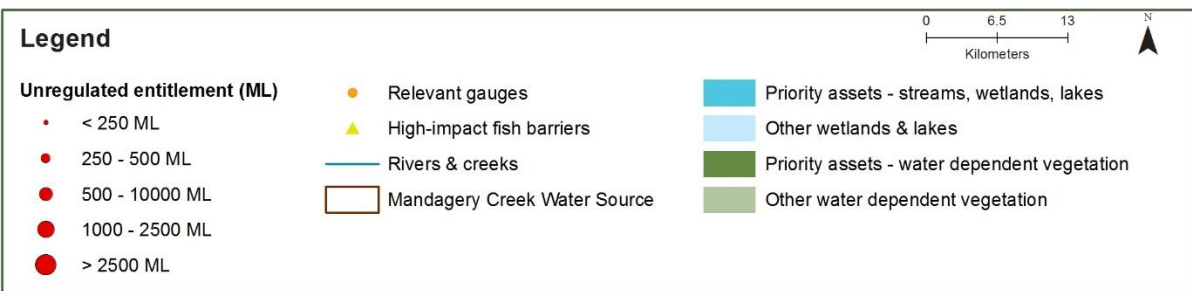 Legend
0 6.5 13
Kilometers
N
Unregulated entitlement (ML)
< 250 ML
250 - 500 ML
500 - 10000 ML
1000 - 2500 ML
> 2500 ML
Relevant gauges
High-impact fish barriers
Rivers & creeks
Mandagery Creek Water Source
Priority assets - streams, wetlands, lakes
Other wetlands & lakes
Priority assets - water dependent vegetation
Other water dependent vegetation